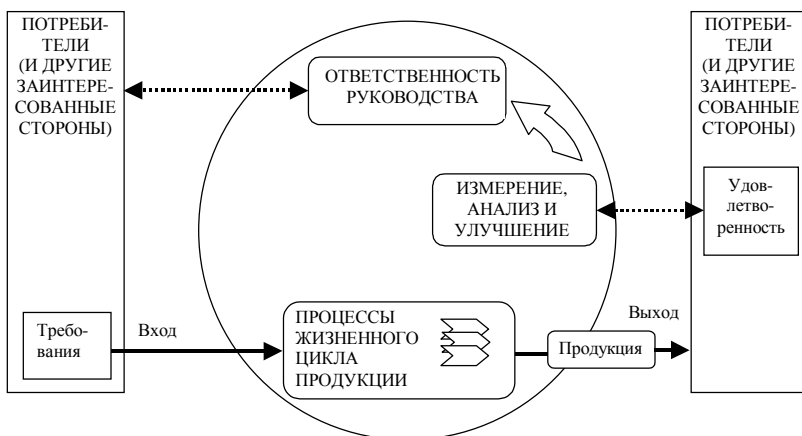 ПОТРЕБИ-
ТЕЛИ
(И ДРУГИЕ
ЗАИНТЕРЕ-
СОВАННЫЕ
СТОРОНЫ)
ОТВЕТСТВЕННОСТЬ
РУКОВОДСТВА
ПОТРЕБИ-
ТЕЛИ
(И ДРУГИЕ
ЗАИНТЕРЕ-
СОВАННЫЕ
СТОРОНЫ)
ИЗМЕРЕНИЕ,
АНАЛИЗ И
УЛУЧШЕНИЕ
Удов-
летво-
ренность
Требо-
вания
Вход
ПРОЦЕССЫ
ЖИЗНЕННОГО
ЦИКЛА
ПРОДУКЦИИ
Продукция
Выход